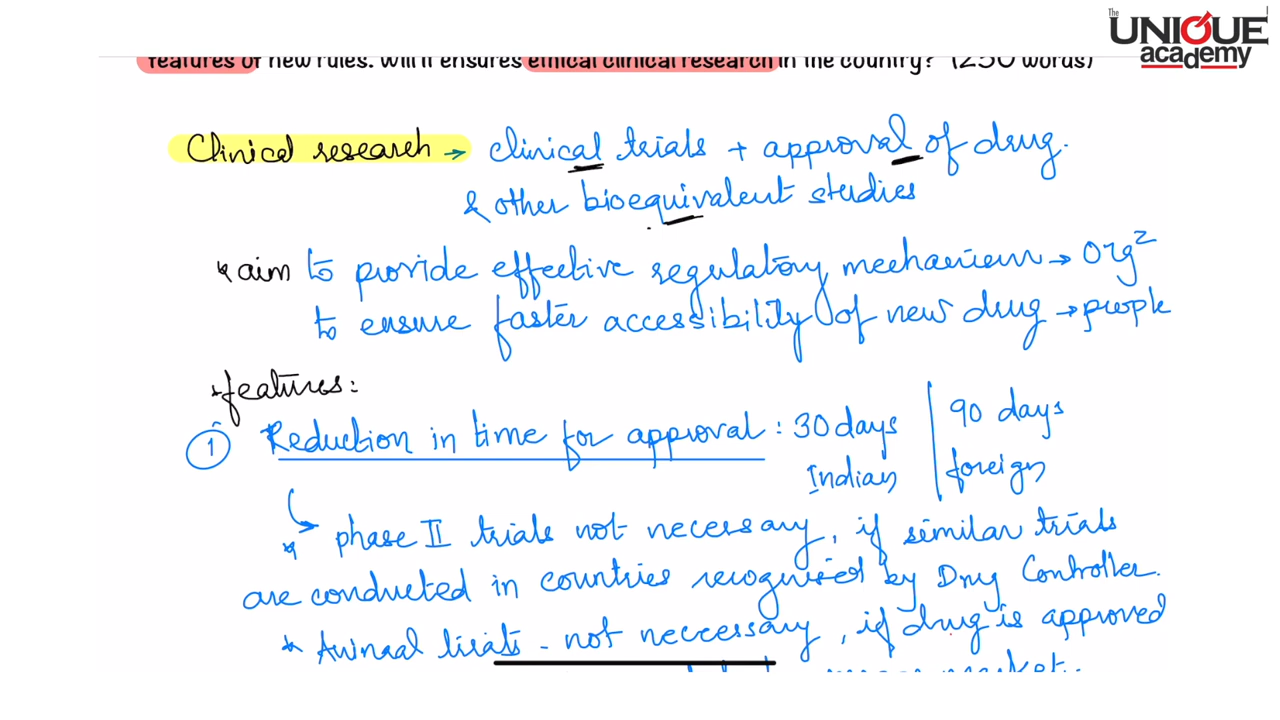 The
UNIQUE
academy
features of new rules. Will it ensures ethical clinical research in the country? (250 words)
Clinical research → clinical trials + approval of drug.
& other bioequivalent studies
* aim to provide effective regulatory mechanism → Org²
to ensure faster accessibility of new drug → people
* features:
1 Reduction in time for approval : 30 days | 90 days
Indian | foreign
* phase II trials not necessary, if similar trials
are conducted in countries recognised by Drug Controller.
* Animal trials - not neccessary, if drug is approved
market.